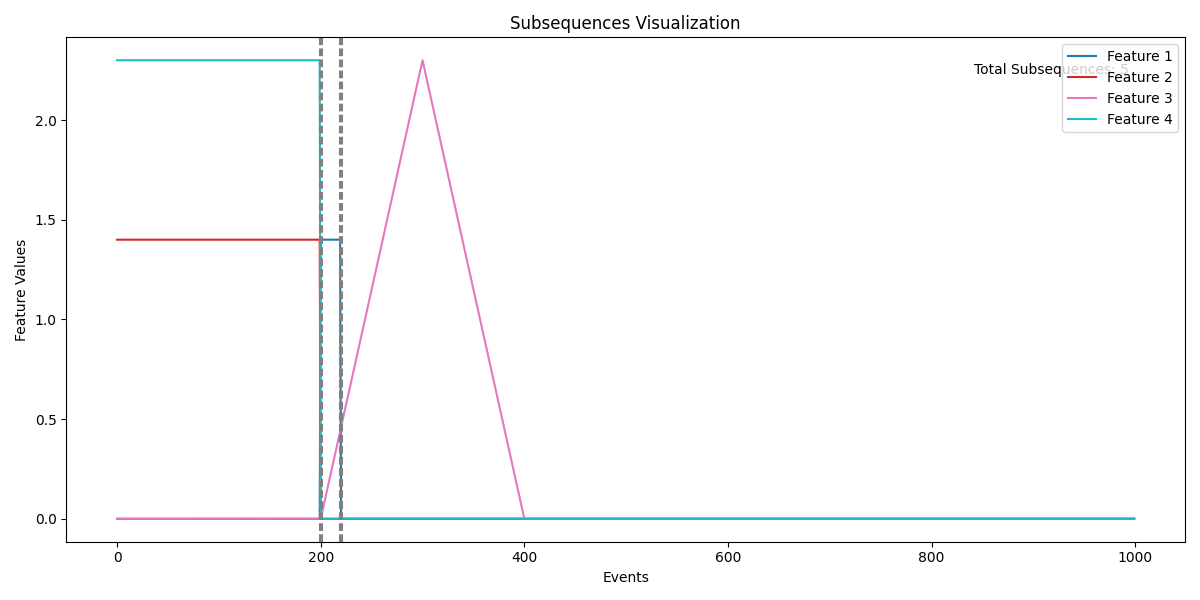 Subsequences Visualization
Total Subsequences: 5
Feature 1
Feature 2
Feature 3
Feature 4
Feature Values
2.0
1.5
1.0
0.5
0.0
0
200
400
600
800
1000
Events